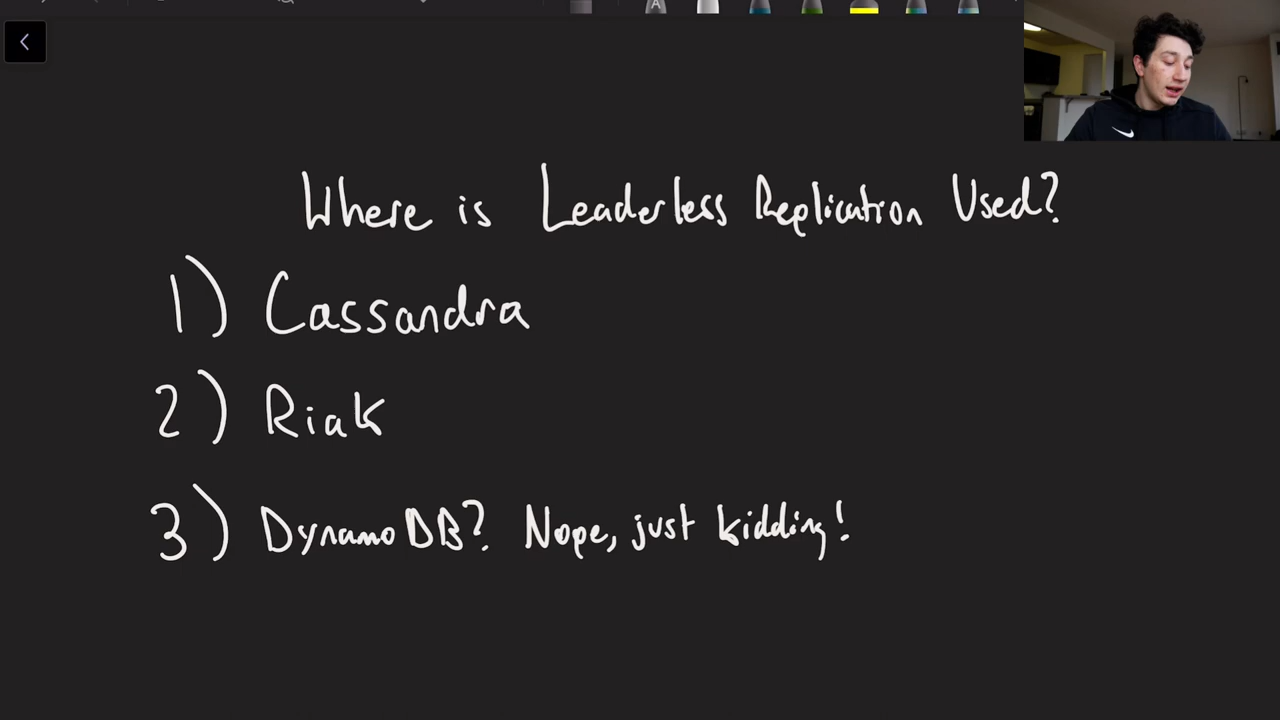 Where is Leaderless Replication Used?
1) Cassandra
2) Riak
3) DynamoDB? Nope, just kidding!